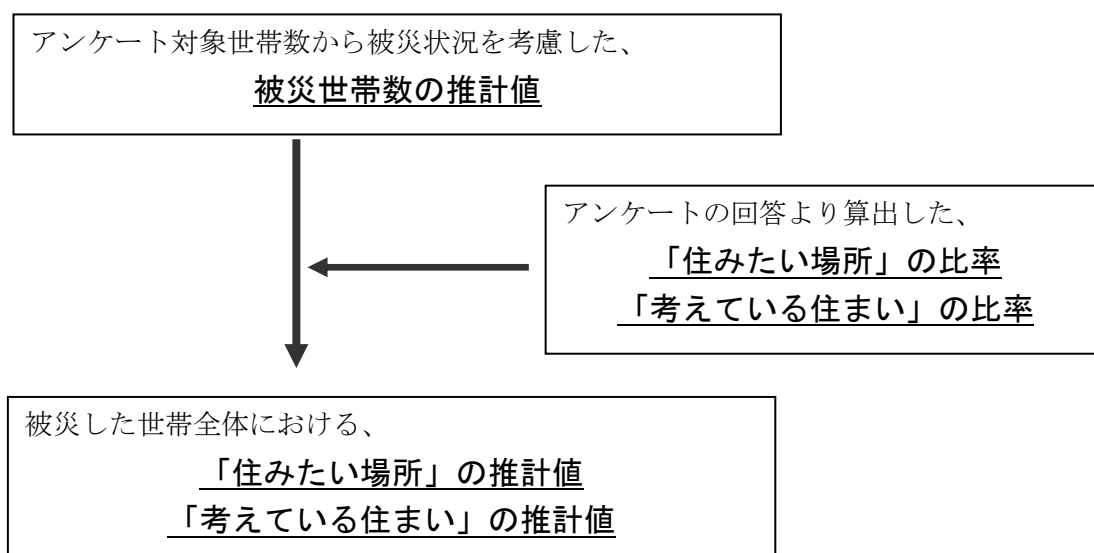 アンケート対象世帯数から被災状況を考慮した、
被災世帯数の推計値
アンケートの回答より算出した、
「住みたい場所」の比率
「考えている住まい」の比率
被災した世帯全体における、
「住みたい場所」の推計値
「考えている住まい」の推計値